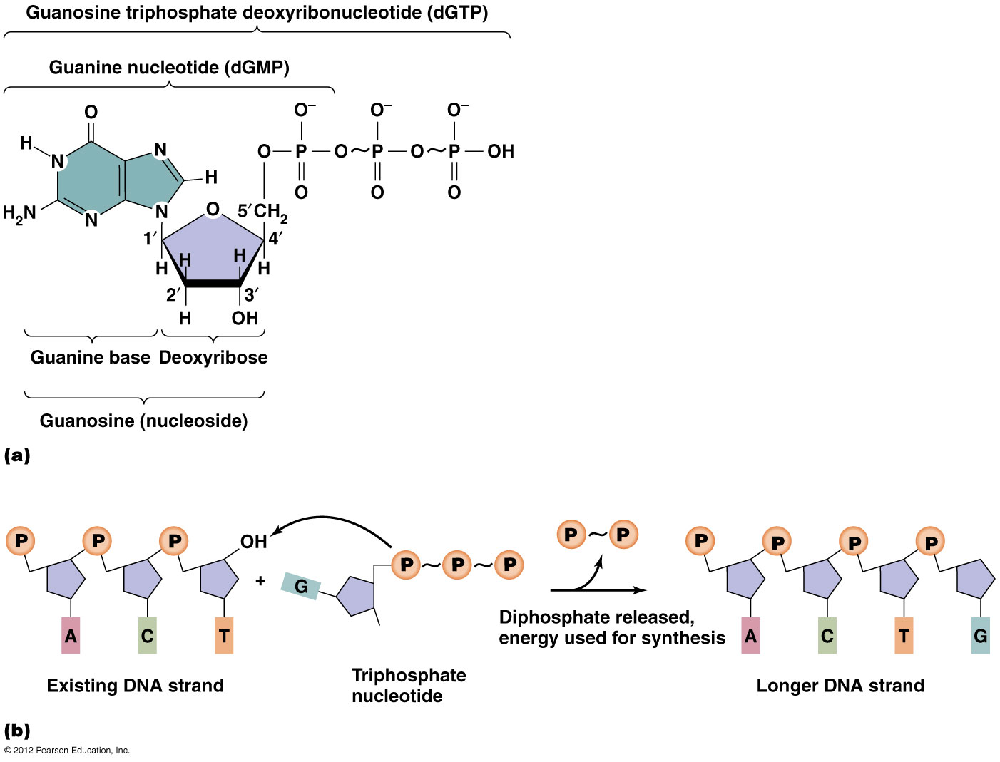 Guanosine triphosphate deoxyribonucleotide (dGTP)
Guanine nucleotide (dGMP)
O O⁻ O⁻ O⁻
H N N O P O ~ P O ~ P OH
H
O O O
H₂N N N O 5′ CH₂
1′ 4′
H H H H
2′ 3′
H OH
Guanine base Deoxyribose
Guanosine (nucleoside)
(a)
P P P OH P ~ P P P P P
+ G P ~ P ~ P
Diphosphate released,
energy used for synthesis
A C T A C T G
Existing DNA strand
Triphosphate
nucleotide
Longer DNA strand
(b)
© 2012 Pearson Education, Inc.